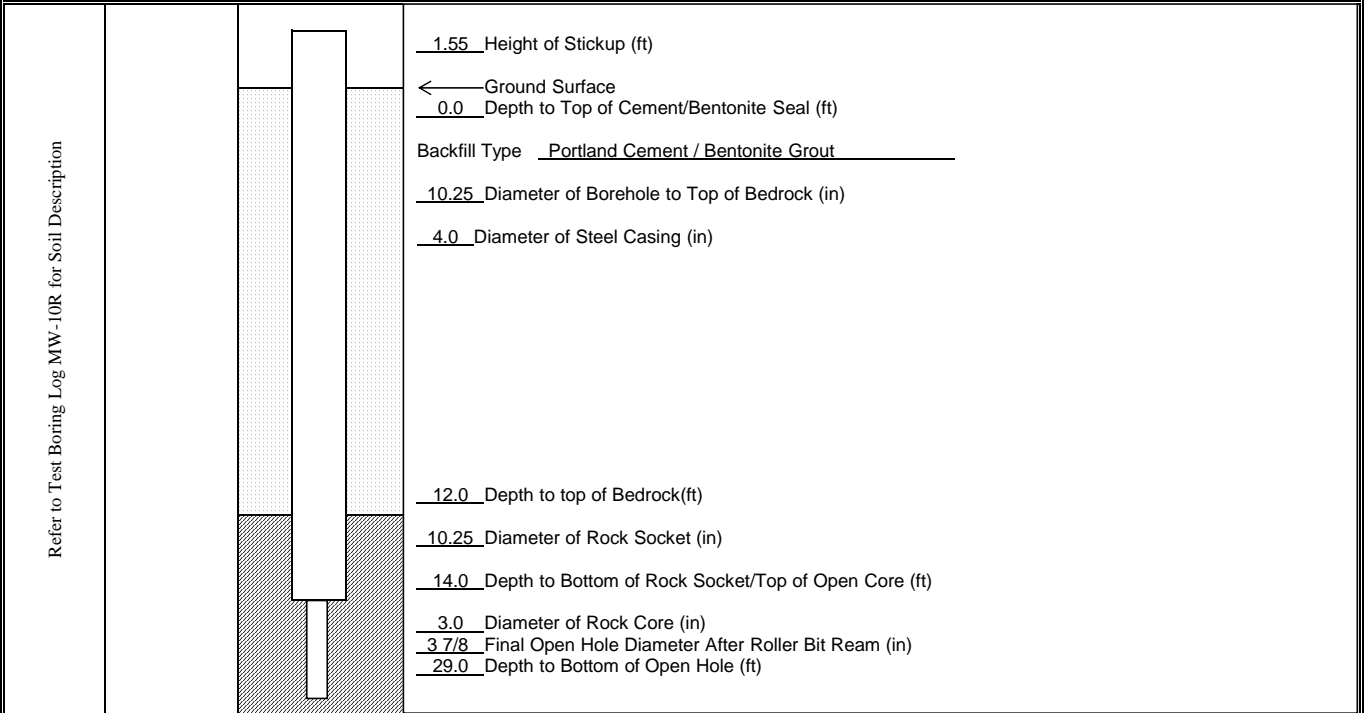 Refer to Test Boring Log MW-10R for Soil Description
1.55 Height of Stickup (ft)
Ground Surface
0.0 Depth to Top of Cement/Bentonite Seal (ft)
Backfill Type Portland Cement / Bentonite Grout
10.25 Diameter of Borehole to Top of Bedrock (in)
4.0 Diameter of Steel Casing (in)
12.0 Depth to top of Bedrock(ft)
10.25 Diameter of Rock Socket (in)
14.0 Depth to Bottom of Rock Socket/Top of Open Core (ft)
3.0 Diameter of Rock Core (in)
3 7/8 Final Open Hole Diameter After Roller Bit Ream (in)
29.0 Depth to Bottom of Open Hole (ft)